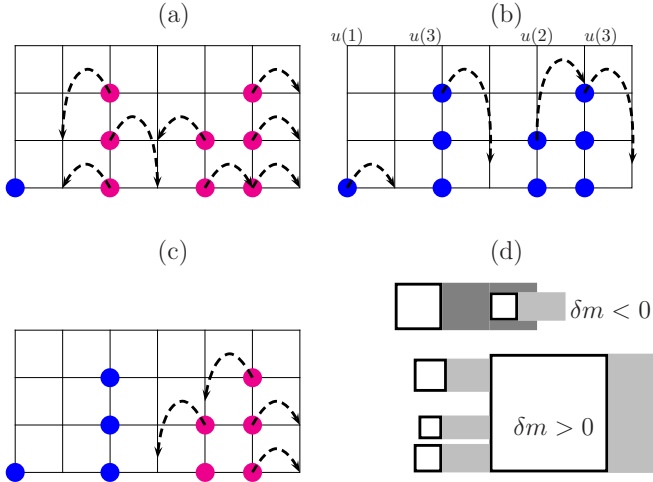 (a)
(b)
u(1) u(3) u(2) u(3)
(c)
(d)
δm < 0
δm > 0